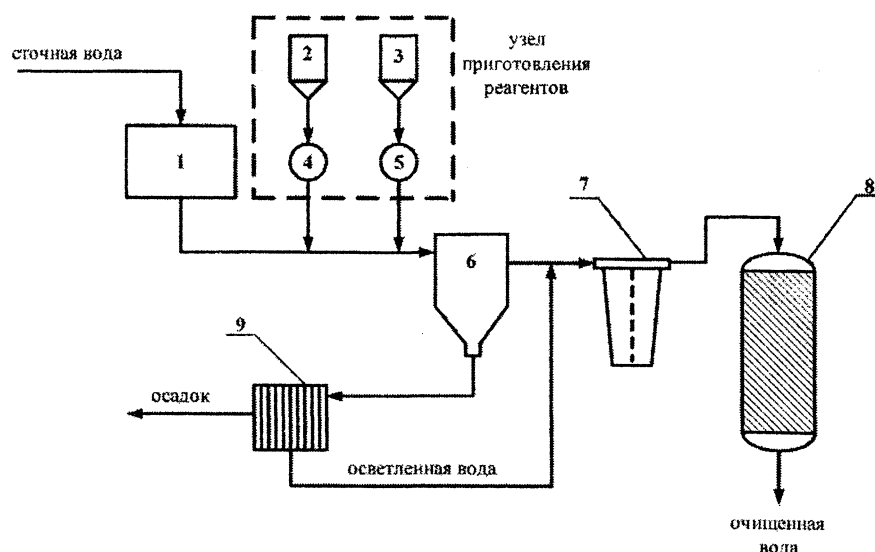 сточная вода
узел
приготовления
реагентов
2
3
1
4
5
7
8
6
9
осадок
осветленная вода
очищенная
вода